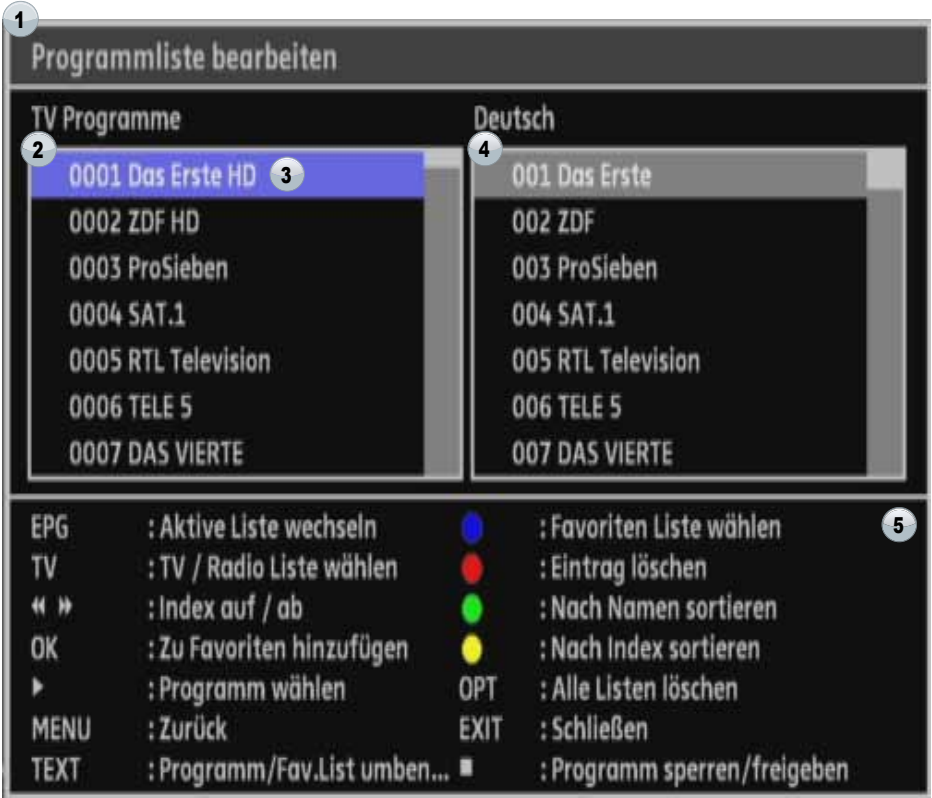 1
Programmliste bearbeiten
TV Programme
2
0001 Das Erste HD 3
0002 ZDF HD
0003 ProSieben
0004 SAT.1
0005 RTL Television
0006 TELE 5
0007 DAS VIERTE
Deutsch
4
001 Das Erste
002 ZDF
003 ProSieben
004 SAT.1
005 RTL Television
006 TELE 5
007 DAS VIERTE
EPG : Aktive Liste wechseln
TV : TV / Radio Liste wählen
: Index auf / ab
OK : Zu Favoriten hinzufügen
: Programm wählen
MENU : Zurück
TEXT : Programm/Fav.List umben...
: Favoriten Liste wählen 5
: Eintrag löschen
: Nach Namen sortieren
: Nach Index sortieren
OPT : Alle Listen löschen
EXIT : Schließen
: Programm sperren/freigeben